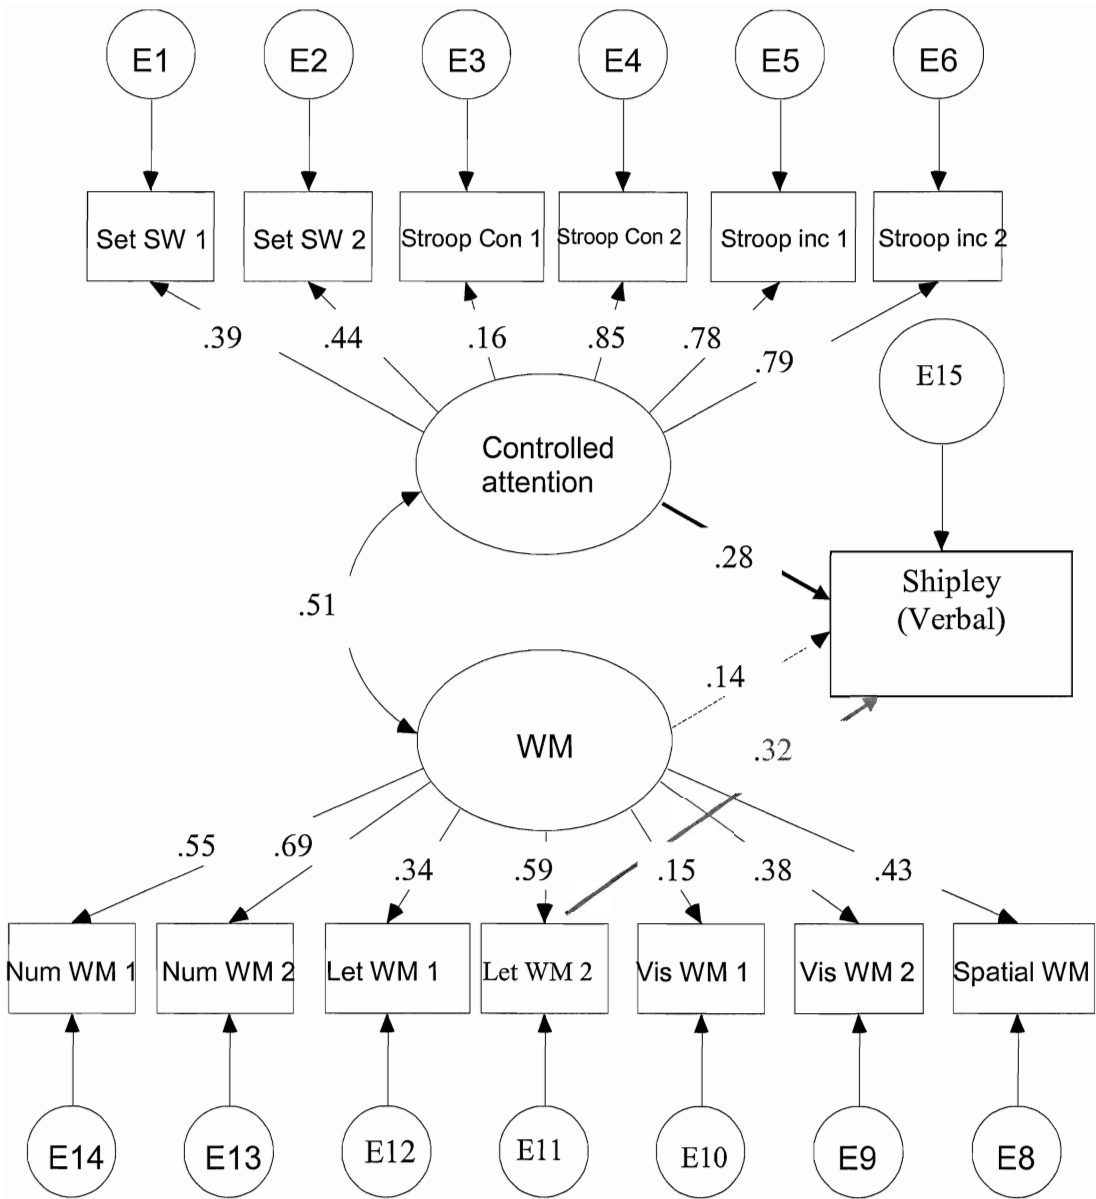 E1
E2
E3
E4
E5
E6
Set SW 1
Set SW 2
Stroop Con 1
Stroop Con 2
Stroop inc 1
Stroop inc 2
.39
.44
.16
.85
.78
.79
E15
Controlled
attention
.28
Shipley
(Verbal)
.51
.14
WM
.32
.55
.69
.34
.59
.15
.38
.43
Num WM 1
Num WM 2
Let WM 1
Let WM 2
Vis WM 1
Vis WM 2
Spatial WM
E14
E13
E12
E11
E10
E9
E8